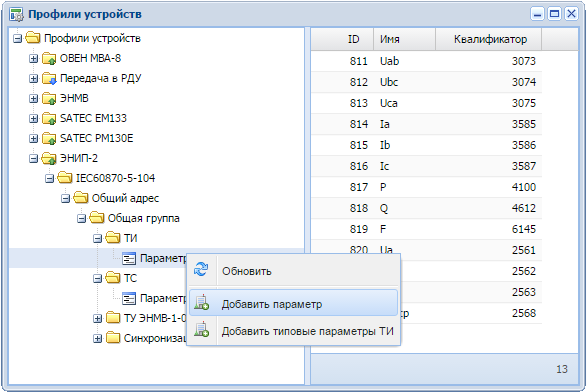 Профили устройств
Профили устройств
ОВЕН МВА-8
Передача в РДУ
ЭНМВ
SATEC EM133
SATEC PM130E
ЭНИП-2
IEC60870-5-104
Общий адрес
Общая группа
ТИ
Параметр
ТС
Параметр
ТУ ЭНМВ-1-0
Синхронизац
ID Имя Квалификатор
811 Uab 3073
812 Ubc 3074
813 Uca 3075
814 Ia 3585
815 Ib 3586
816 Ic 3587
817 P 4100
818 Q 4612
819 F 6145
820 Ua 2561
2562
2563
ср 2568
Обновить
Добавить параметр
Добавить типовые параметры ТИ
13